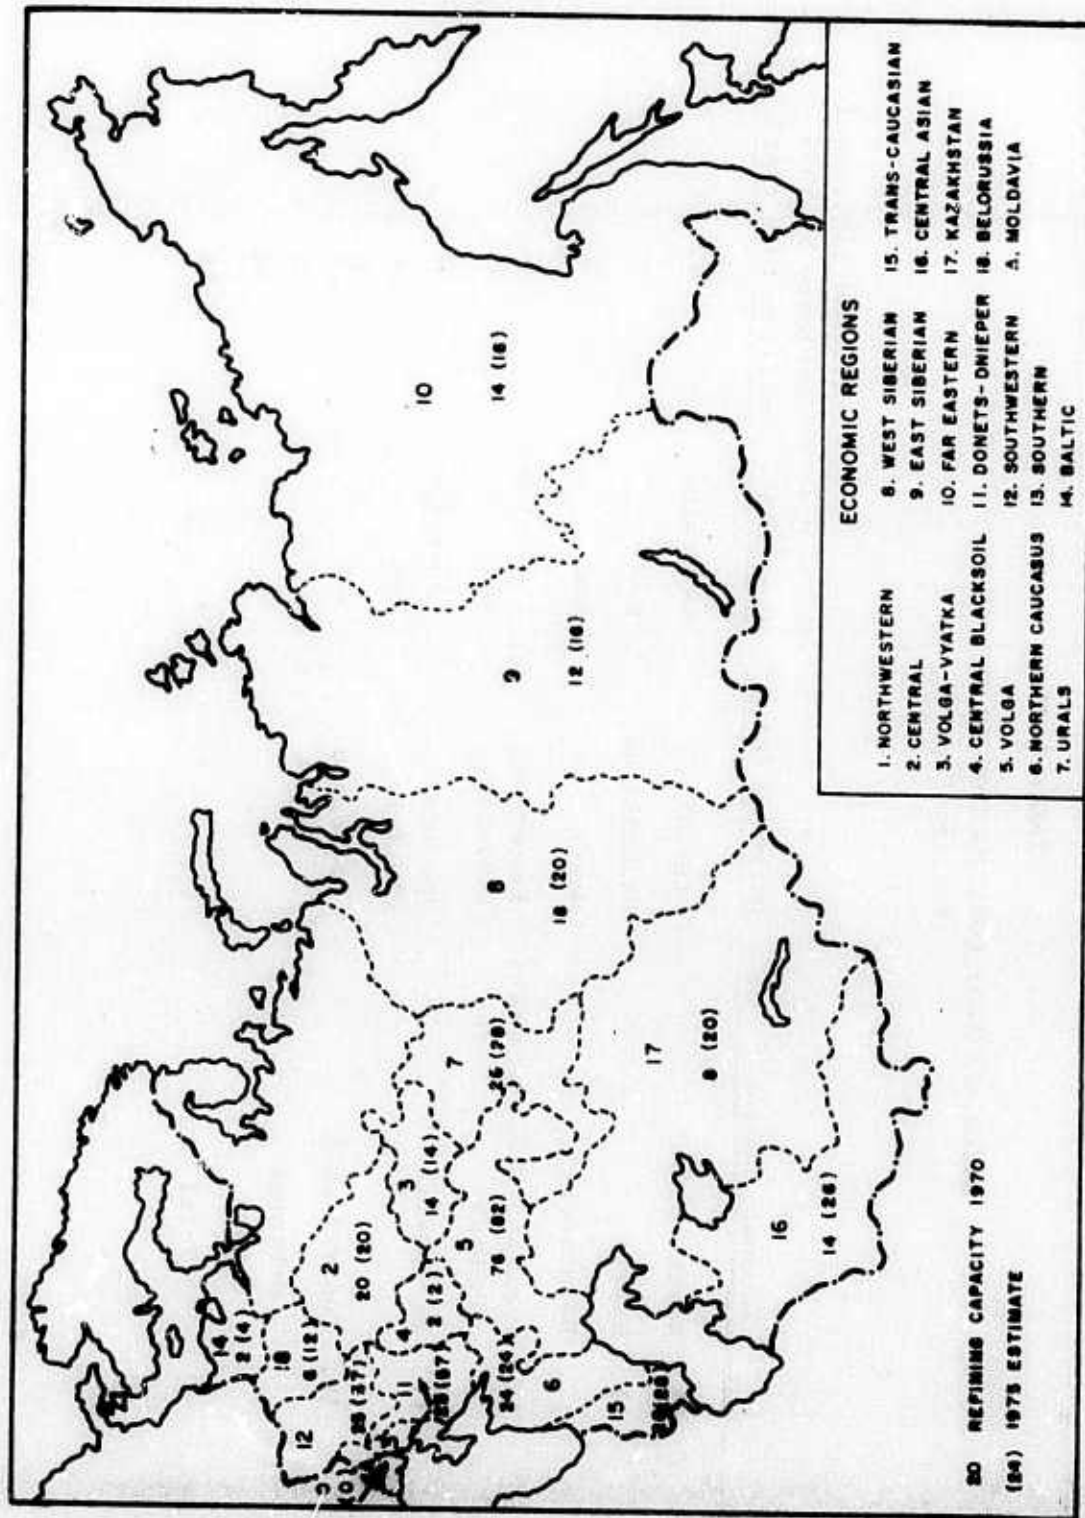 10
14 (16)
9
12 (16)
8
18 (20)
7
26 (28)
17
8 (20)
16
14 (26)
2
20 (20)
3
14 (14)
5
76 (82)
4
2 (2)
14
2 (4)
18
6 (12)
12
11
6
24 (24)
15
(0)
ECONOMIC REGIONS
1. NORTHWESTERN
2. CENTRAL
3. VOLGA-VYATKA
4. CENTRAL BLACKSOIL
5. VOLGA
6. NORTHERN CAUCASUS
7. URALS
8. WEST SIBERIAN
9. EAST SIBERIAN
10. FAR EASTERN
11. DONETS-DNIEPER
12. SOUTHWESTERN
13. SOUTHERN
14. BALTIC
15. TRANS-CAUCASIAN
16. CENTRAL ASIAN
17. KAZAKHSTAN
18. BELORUSSIA
Δ. MOLDAVIA
20 REFINING CAPACITY 1970
(24) 1975 ESTIMATE